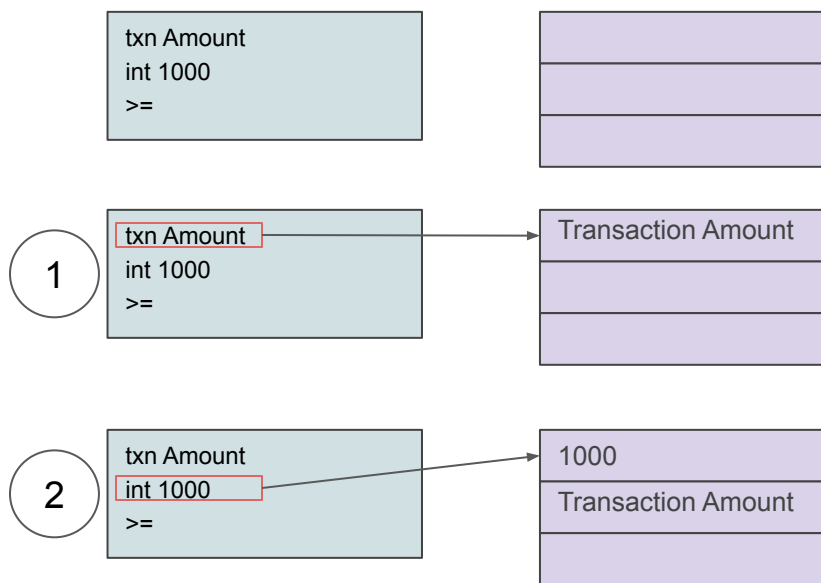 txn Amount
int 1000
>=
1
txn Amount
int 1000
>=
Transaction Amount
2
txn Amount
int 1000
>=
1000
Transaction Amount